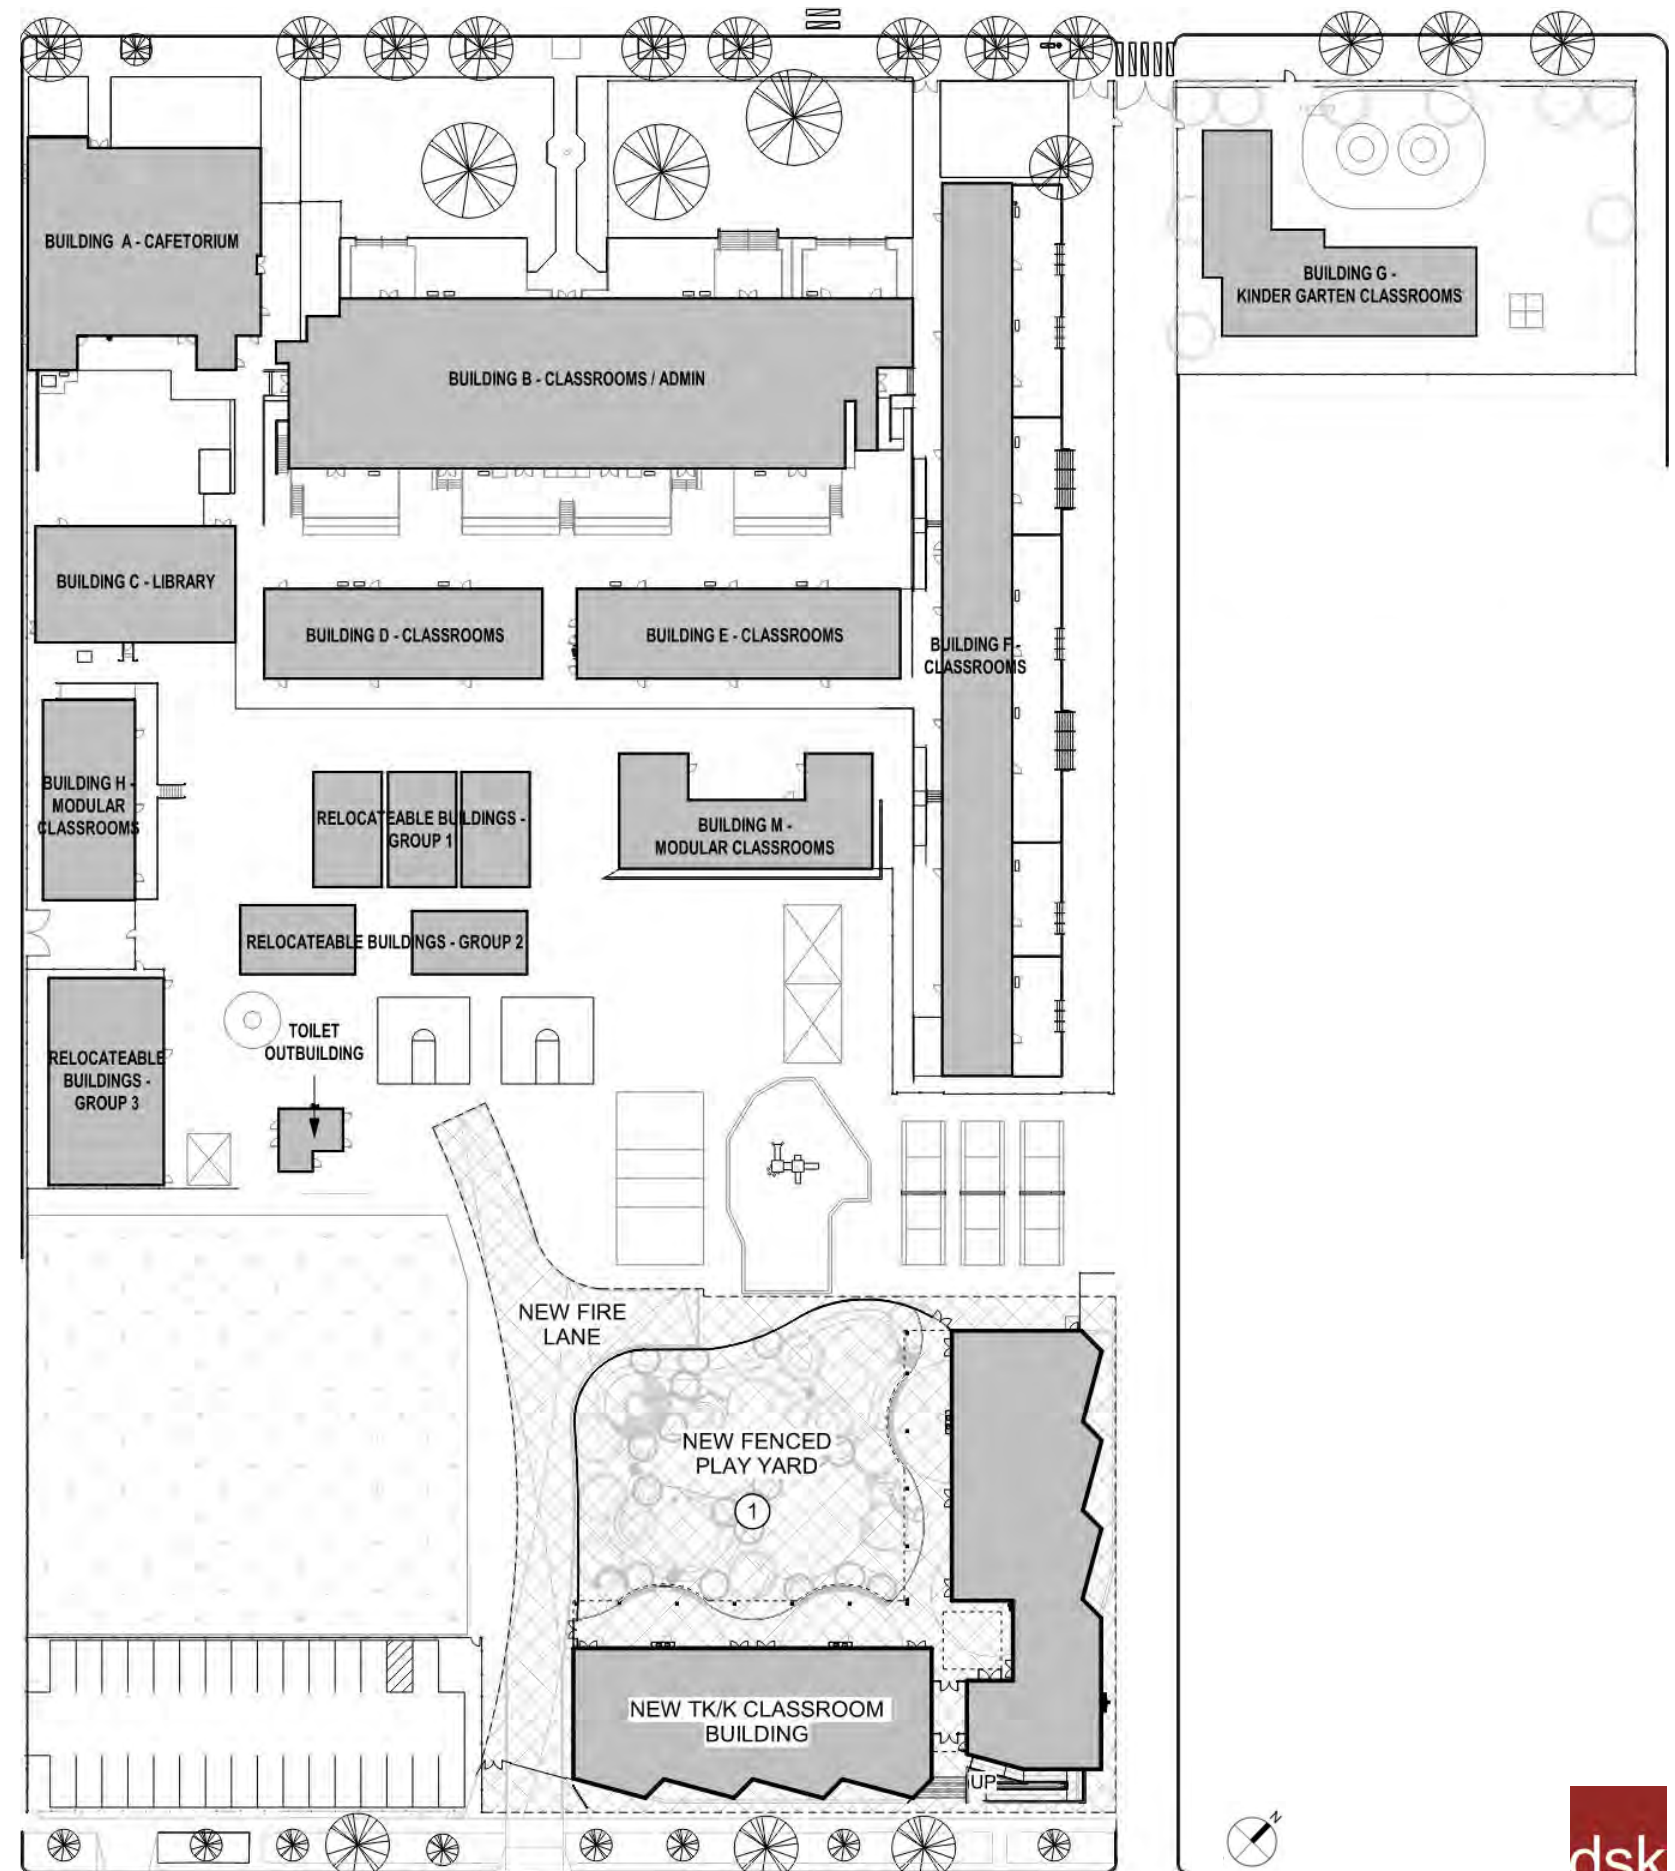 BUILDING A - CAFETORIUM
BUILDING G -
KINDER GARTEN CLASSROOMS
BUILDING B - CLASSROOMS / ADMIN
BUILDING C - LIBRARY
BUILDING D - CLASSROOMS
BUILDING E - CLASSROOMS
BUILDING F -
CLASSROOMS
BUILDING H -
MODULAR
CLASSROOMS
RELOCATEABLE BUILDINGS -
GROUP 1
BUILDING M -
MODULAR CLASSROOMS
RELOCATEABLE BUILDINGS - GROUP 2
TOILET
OUTBUILDING
RELOCATEABLE
BUILDINGS -
GROUP 3
NEW FIRE
LANE
NEW FENCED
PLAY YARD
1
NEW TK/K CLASSROOM
BUILDING
UP
N
dsk